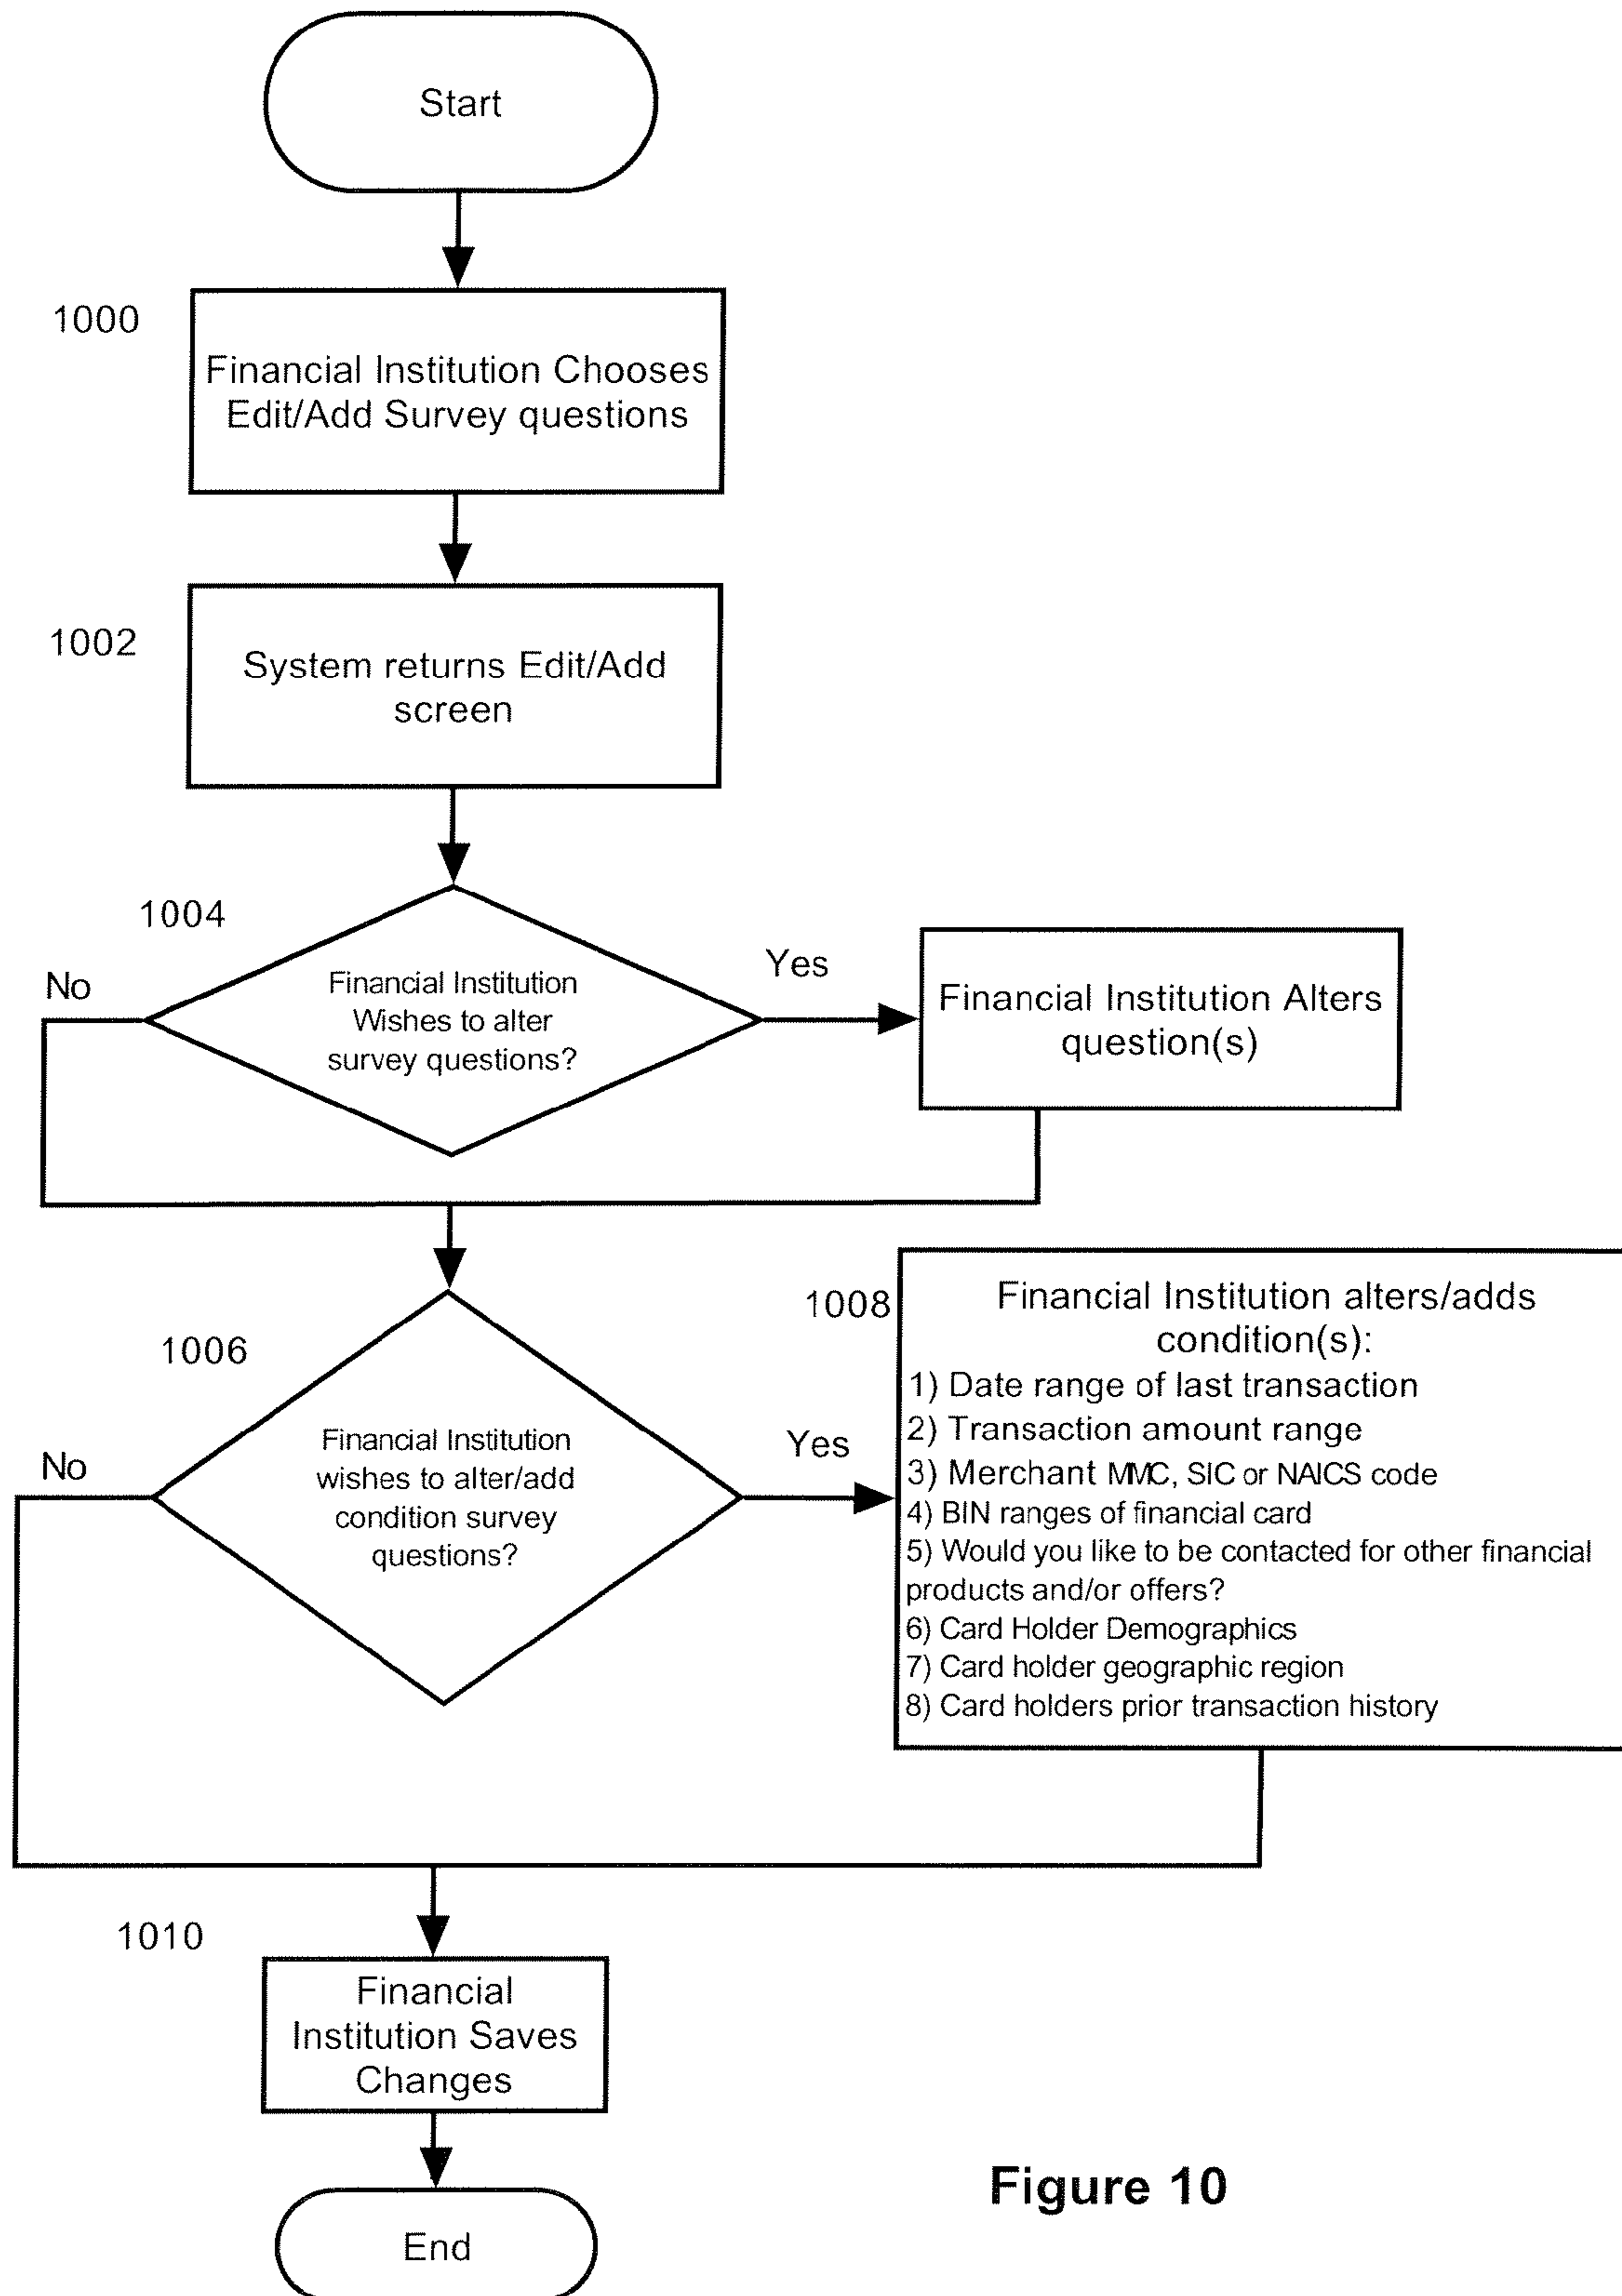 Start
1000
Financial Institution Chooses
Edit/Add Survey questions
1002
System returns Edit/Add
screen
1004
No
Financial Institution
Wishes to alter
survey questions?
Yes
Financial Institution Alters
question(s)
1006
No
Financial Institution
wishes to alter/add
condition survey
questions?
Yes
1008
Financial Institution alters/adds
condition(s):
1) Date range of last transaction
2) Transaction amount range
3) Merchant MMC, SIC or NAICS code
4) BIN ranges of financial card
5) Would you like to be contacted for other financial
products and/or offers?
6) Card Holder Demographics
7) Card holder geographic region
8) Card holders prior transaction history
1010
Financial
Institution Saves
Changes
End
Figure 10